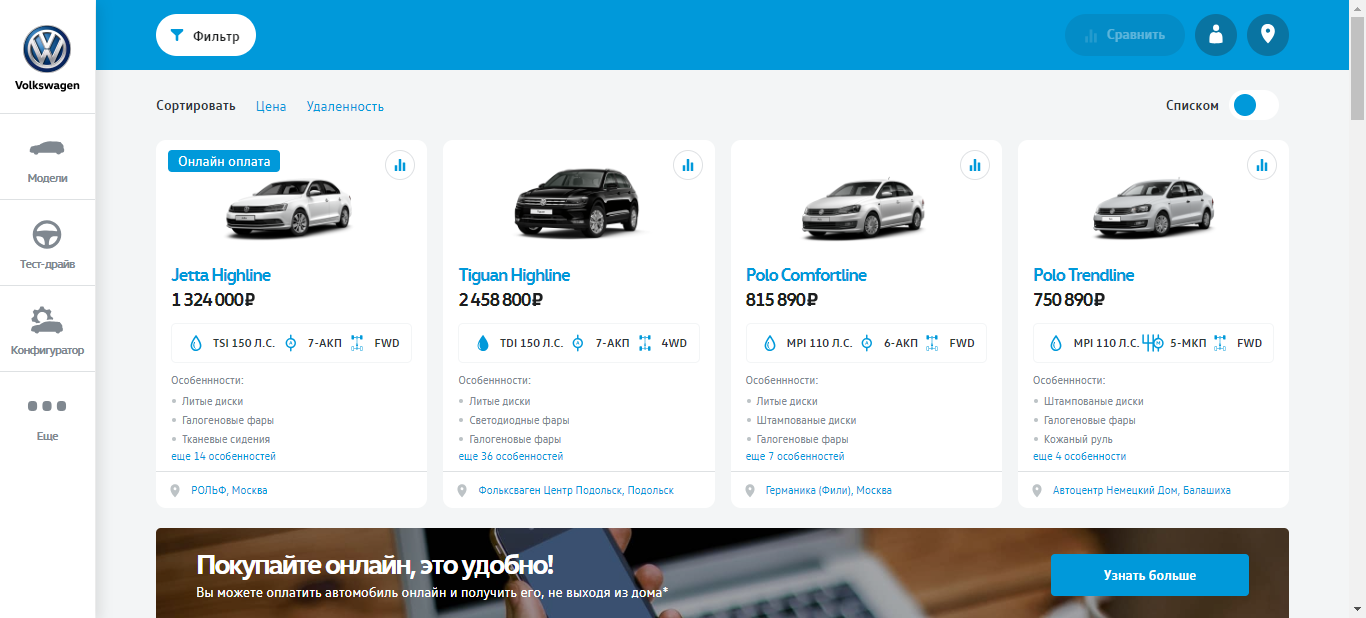 Volkswagen
Модели
Тест-драйв
Конфигуратор
Еще
Фильтр
Сравнить
Сортировать Цена Удаленность
Списком
Онлайн оплата
Jetta Highline
1 324 000 ₽
TSI 150 Л.С. 7-АКП FWD
Особеннности:
Литые диски
Галогеновые фары
Тканевые сидения
еще 14 особенностей
РОЛЬФ, Москва
Tiguan Highline
2 458 800 ₽
TDI 150 Л.С. 7-АКП 4WD
Особеннности:
Литые диски
Светодиодные фары
Галогеновые фары
еще 36 особенностей
Фольксваген Центр Подольск, Подольск
Polo Comfortline
815 890 ₽
MPI 110 Л.С. 6-АКП FWD
Особеннности:
Литые диски
Штампованые диски
Галогеновые фары
еще 7 особенностей
Германика (Фили), Москва
Polo Trendline
750 890 ₽
MPI 110 Л.С. 5-МКП FWD
Особеннности:
Штампованые диски
Галогеновые фары
Кожаный руль
еще 4 особенности
Автоцентр Немецкий Дом, Балашиха
Покупайте онлайн, это удобно!
Вы можете оплатить автомобиль онлайн и получить его, не выходя из дома*
Узнать больше